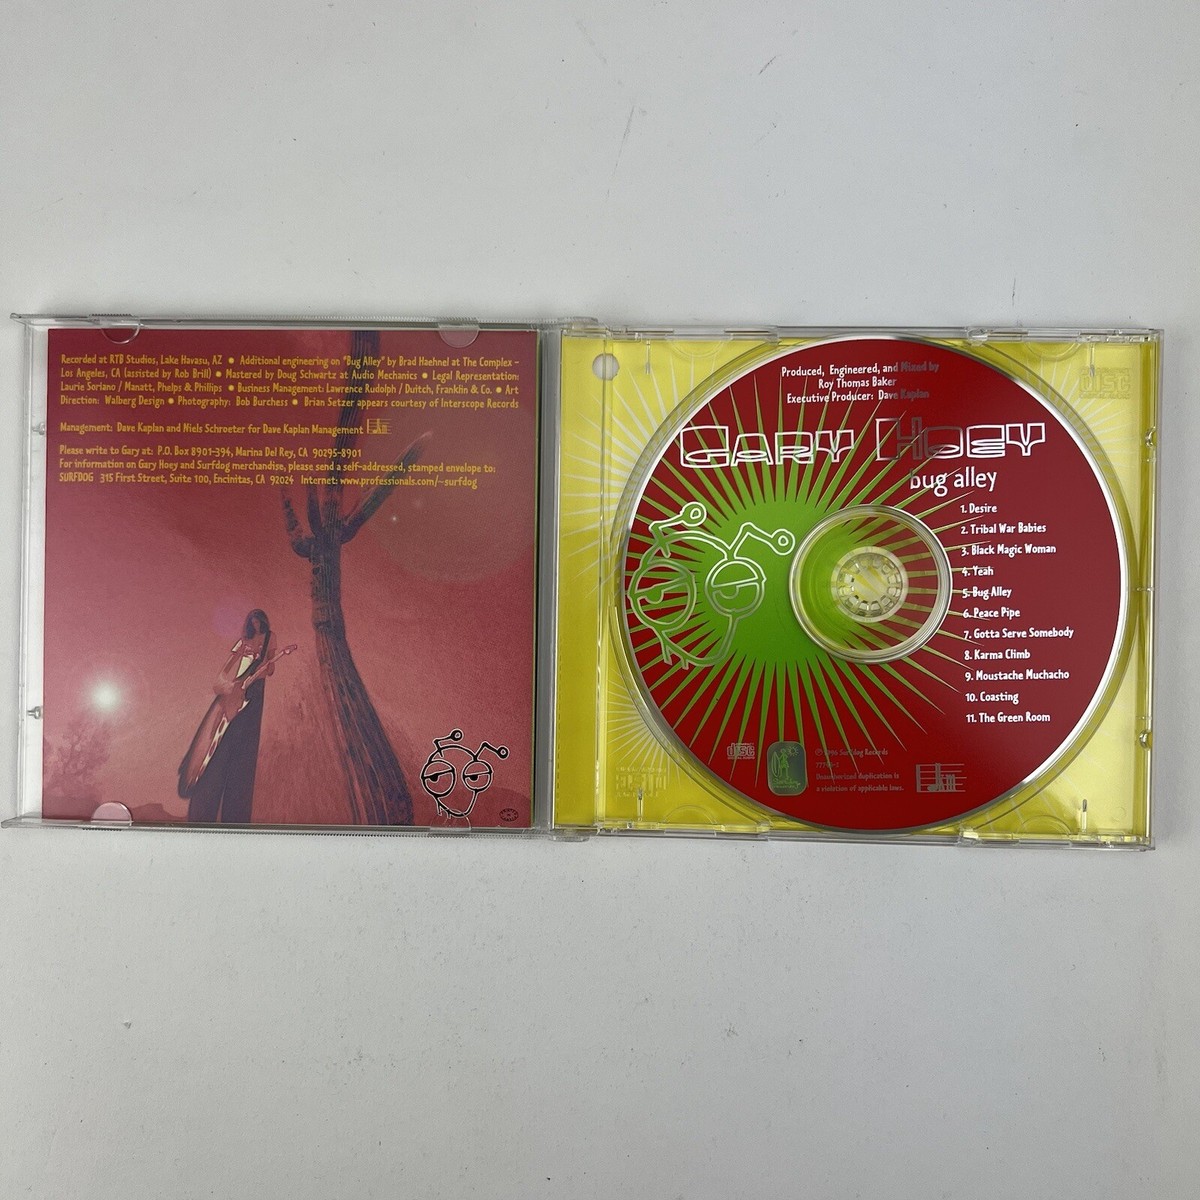 Recorded at RTB Studios, Lake Havasu, AZ • Additional engineering on "Bug Alley" by Brad Haehnel at The Complex -
Los Angeles, CA (assisted by Rob Brill) • Mastered by Doug Schwartz at Audio Mechanics • Legal Representation:
Laurie Soriano / Manatt, Phelps & Phillips • Business Management: Lawrence Rudolph / Duitch, Franklin & Co. • Art
Direction: Walberg Design • Photography: Bob Burchess • Brian Setzer appears courtesy of Interscope Records
Management: Dave Kaplan and Niels Schroeter for Dave Kaplan Management
Please write to Gary at: P.O. Box 8901-394, Marina Del Rey, CA 90295-8901
For information on Gary Hoey and Surfdog merchandise, please send a self-addressed, stamped envelope to:
SURFDOG 315 First Street, Suite 100, Encinitas, CA 92024 Internet: www.professionals.com/~surfdog
Produced, Engineered, and Mixed by
Roy Thomas Baker
Executive Producer: Dave Kaplan
GARY HOEY
bug alley
1. Desire
2. Tribal War Babies
3. Black Magic Woman
4. Yeah
5. Bug Alley
6. Peace Pipe
7. Gotta Serve Somebody
8. Karma Climb
9. Moustache Muchacho
10. Coasting
11. The Green Room
disc
℗ © 1996 Surfdog Records
Unauthorized duplication is
a violation of applicable laws.
disc